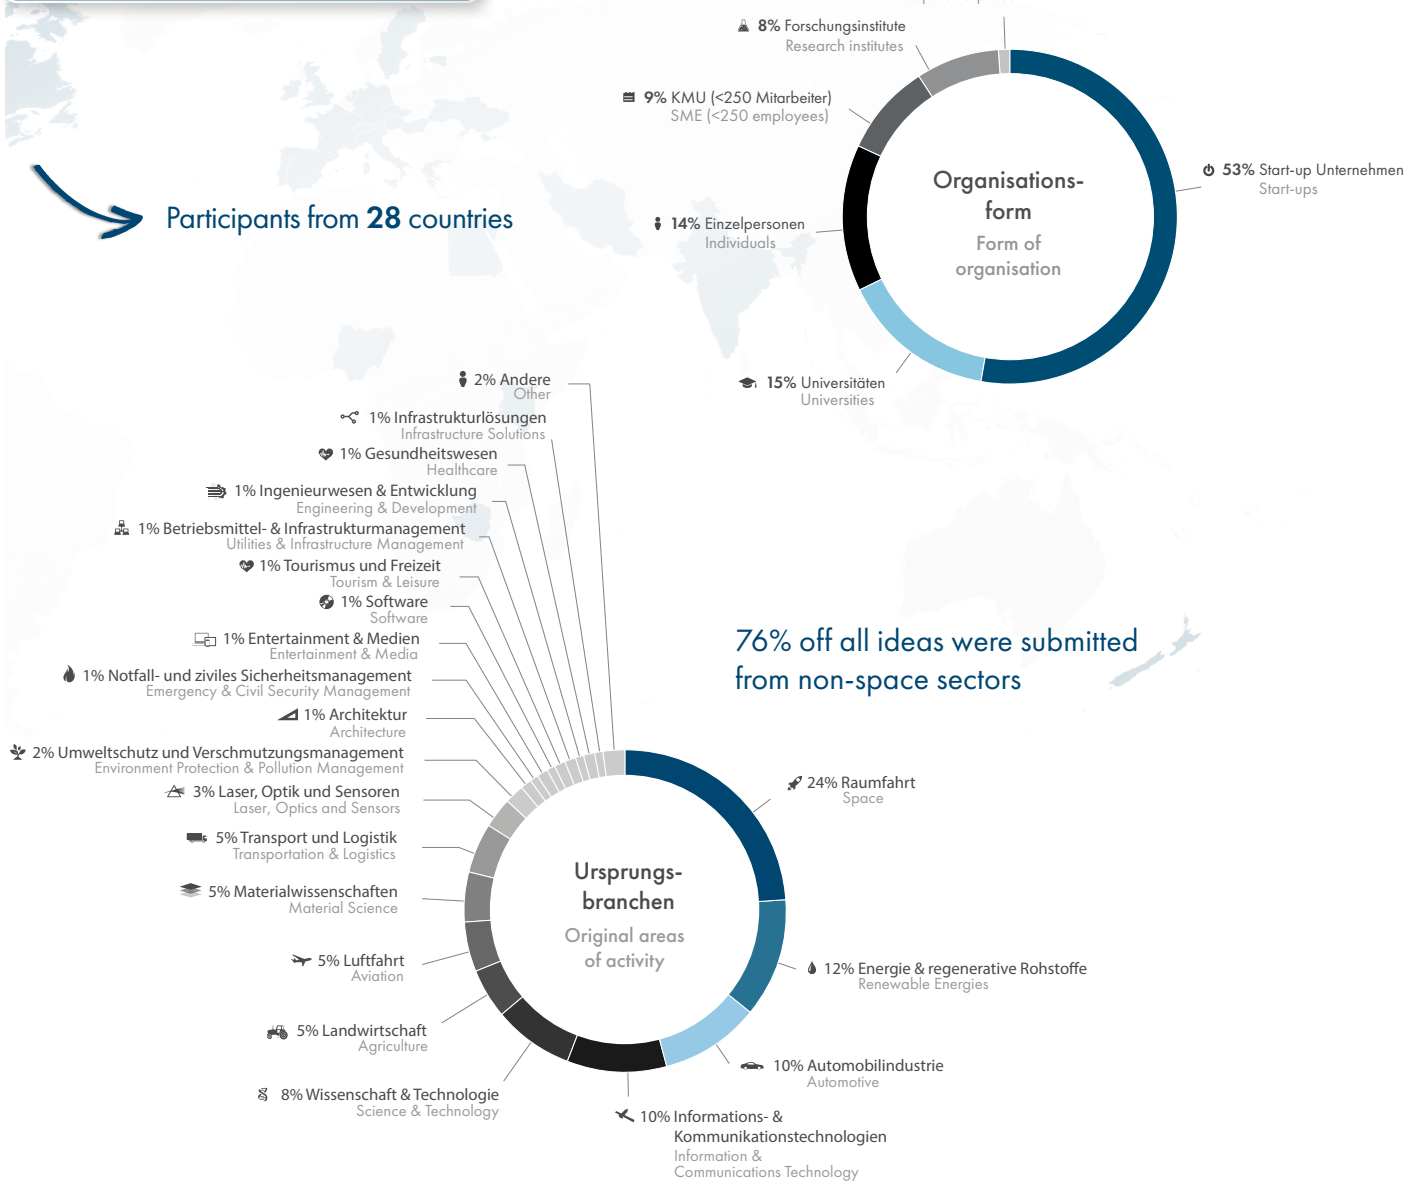 8% Forschungsinstitute
Research institutes
9% KMU (<250 Mitarbeiter)
SME (<250 employees)
53% Start-up Unternehmen
Start-ups
Organisations-
form
Form of
organisation
Participants from 28 countries
14% Einzelpersonen
Individuals
15% Universitäten
Universities
2% Andere
Other
1% Infrastrukturlösungen
Infrastructure Solutions
1% Gesundheitswesen
Healthcare
1% Ingenieurwesen & Entwicklung
Engineering & Development
1% Betriebsmittel- & Infrastrukturmanagement
Utilities & Infrastructure Management
1% Tourismus und Freizeit
Tourism & Leisure
1% Software
Software
1% Entertainment & Medien
Entertainment & Media
1% Notfall- und ziviles Sicherheitsmanagement
Emergency & Civil Security Management
1% Architektur
Architecture
2% Umweltschutz und Verschmutzungsmanagement
Environment Protection & Pollution Management
3% Laser, Optik und Sensoren
Laser, Optics and Sensors
5% Transport und Logistik
Transportation & Logistics
5% Materialwissenschaften
Material Science
5% Luftfahrt
Aviation
5% Landwirtschaft
Agriculture
8% Wissenschaft & Technologie
Science & Technology
76% off all ideas were submitted
from non-space sectors
24% Raumfahrt
Space
Ursprungs-
branchen
Original areas
of activity
12% Energie & regenerative Rohstoffe
Renewable Energies
10% Automobilindustrie
Automotive
10% Informations- &
Kommunikationstechnologien
Information &
Communications Technology